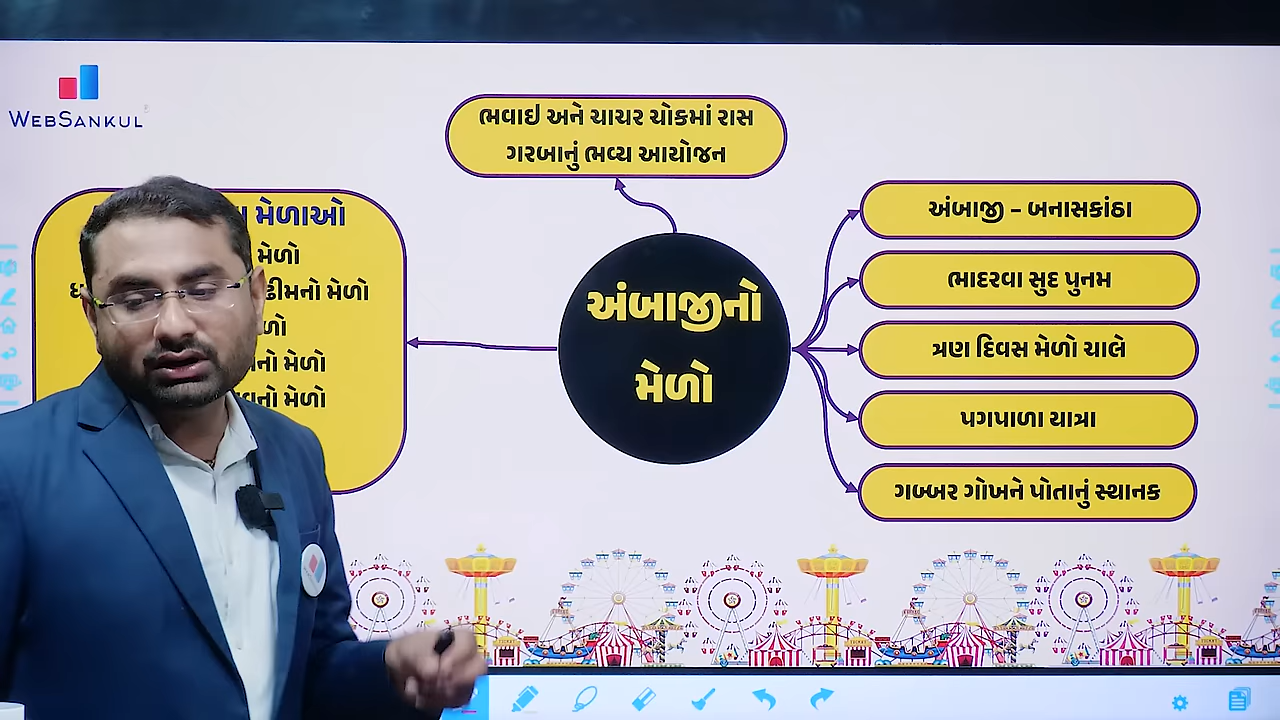 WEBSANKUL
ભવાઇ અને ચાચર ચોકમાં રાસ
ગરબાનું ભવ્ય આયોજન
મેળાઓ
મેળો
ઢીમનો મેળો
મેળો
મેળો
અંબાજીનો
મેળો
અંબાજી – બનાસકાંઠા
ભાદરવા સુદ પુનમ
ત્રણ દિવસ મેળો ચાલે
પગપાળા યાત્રા
ગબ્બર ગોખને પોતાનું સ્થાનક